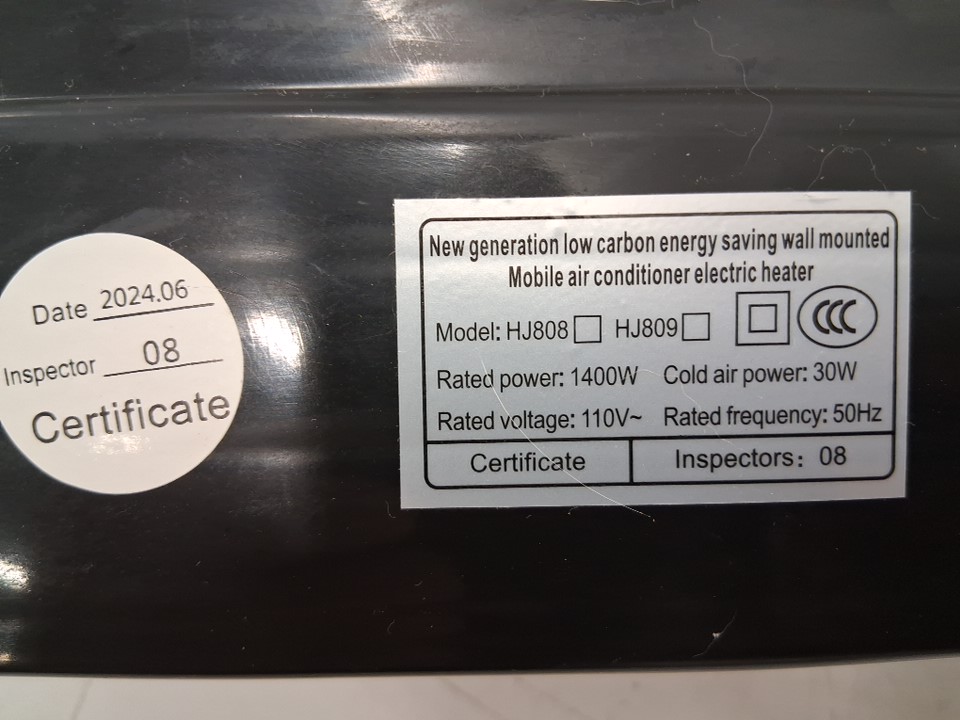 Date 2024.06
Inspector 08
Certificate
New generation low carbon energy saving wall mounted
Mobile air conditioner electric heater
Model: HJ808 HJ809
CCC
Rated power: 1400W Cold air power: 30W
Rated voltage: 110V~ Rated frequency: 50Hz
Certificate Inspectors: 08